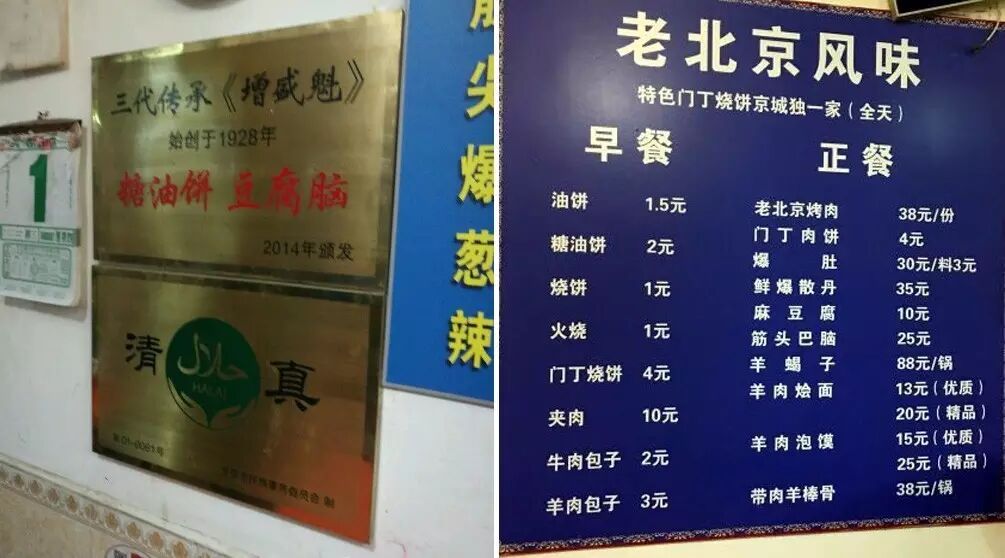 三代传承《增盛魁》
始创于1928年
糖油饼 豆腐脑
2014年颁发
清 真
حلال
HALAL
1
尖
爆
葱
辣
老北京风味
特色门丁烧饼京城独一家(全天)
早餐
油饼 1.5元
糖油饼 2元
烧饼 1元
火烧 1元
门丁烧饼 4元
夹肉 10元
牛肉包子 2元
羊肉包子 3元
正餐
老北京烤肉 38元/份
门丁肉饼 4元
爆肚 30元/料3元
鲜爆散丹 35元
麻豆腐 10元
筋头巴脑 25元
羊蝎子 88元/锅
羊肉烩面 13元(优质)
20元(精品)
羊肉泡馍 15元(优质)
25元(精品)
带肉羊棒骨 38元/锅